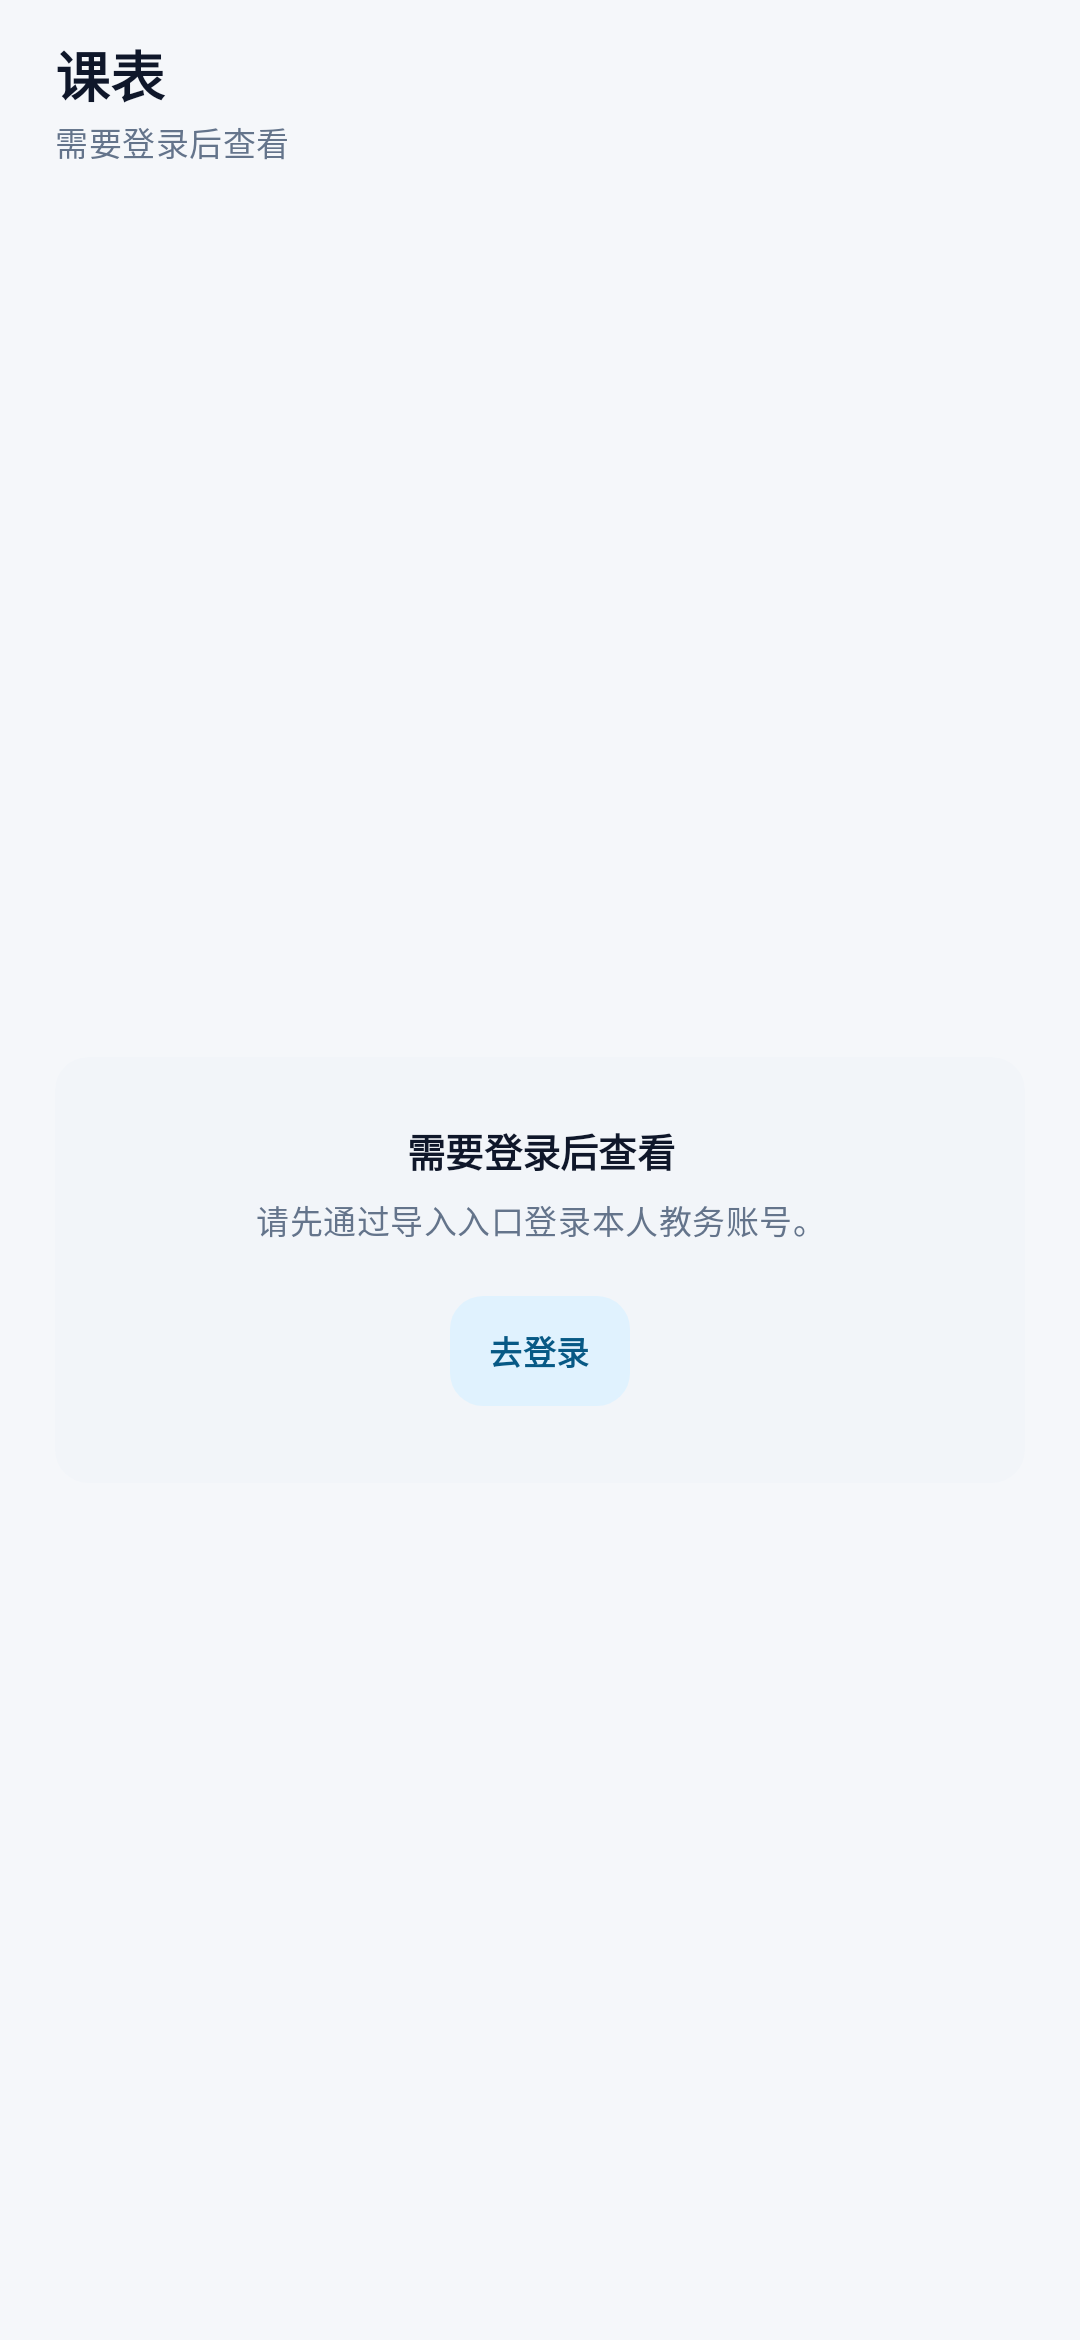 课表
需要登录后查看
需要登录后查看
请先通过导入入口登录本人教务账号。
去登录